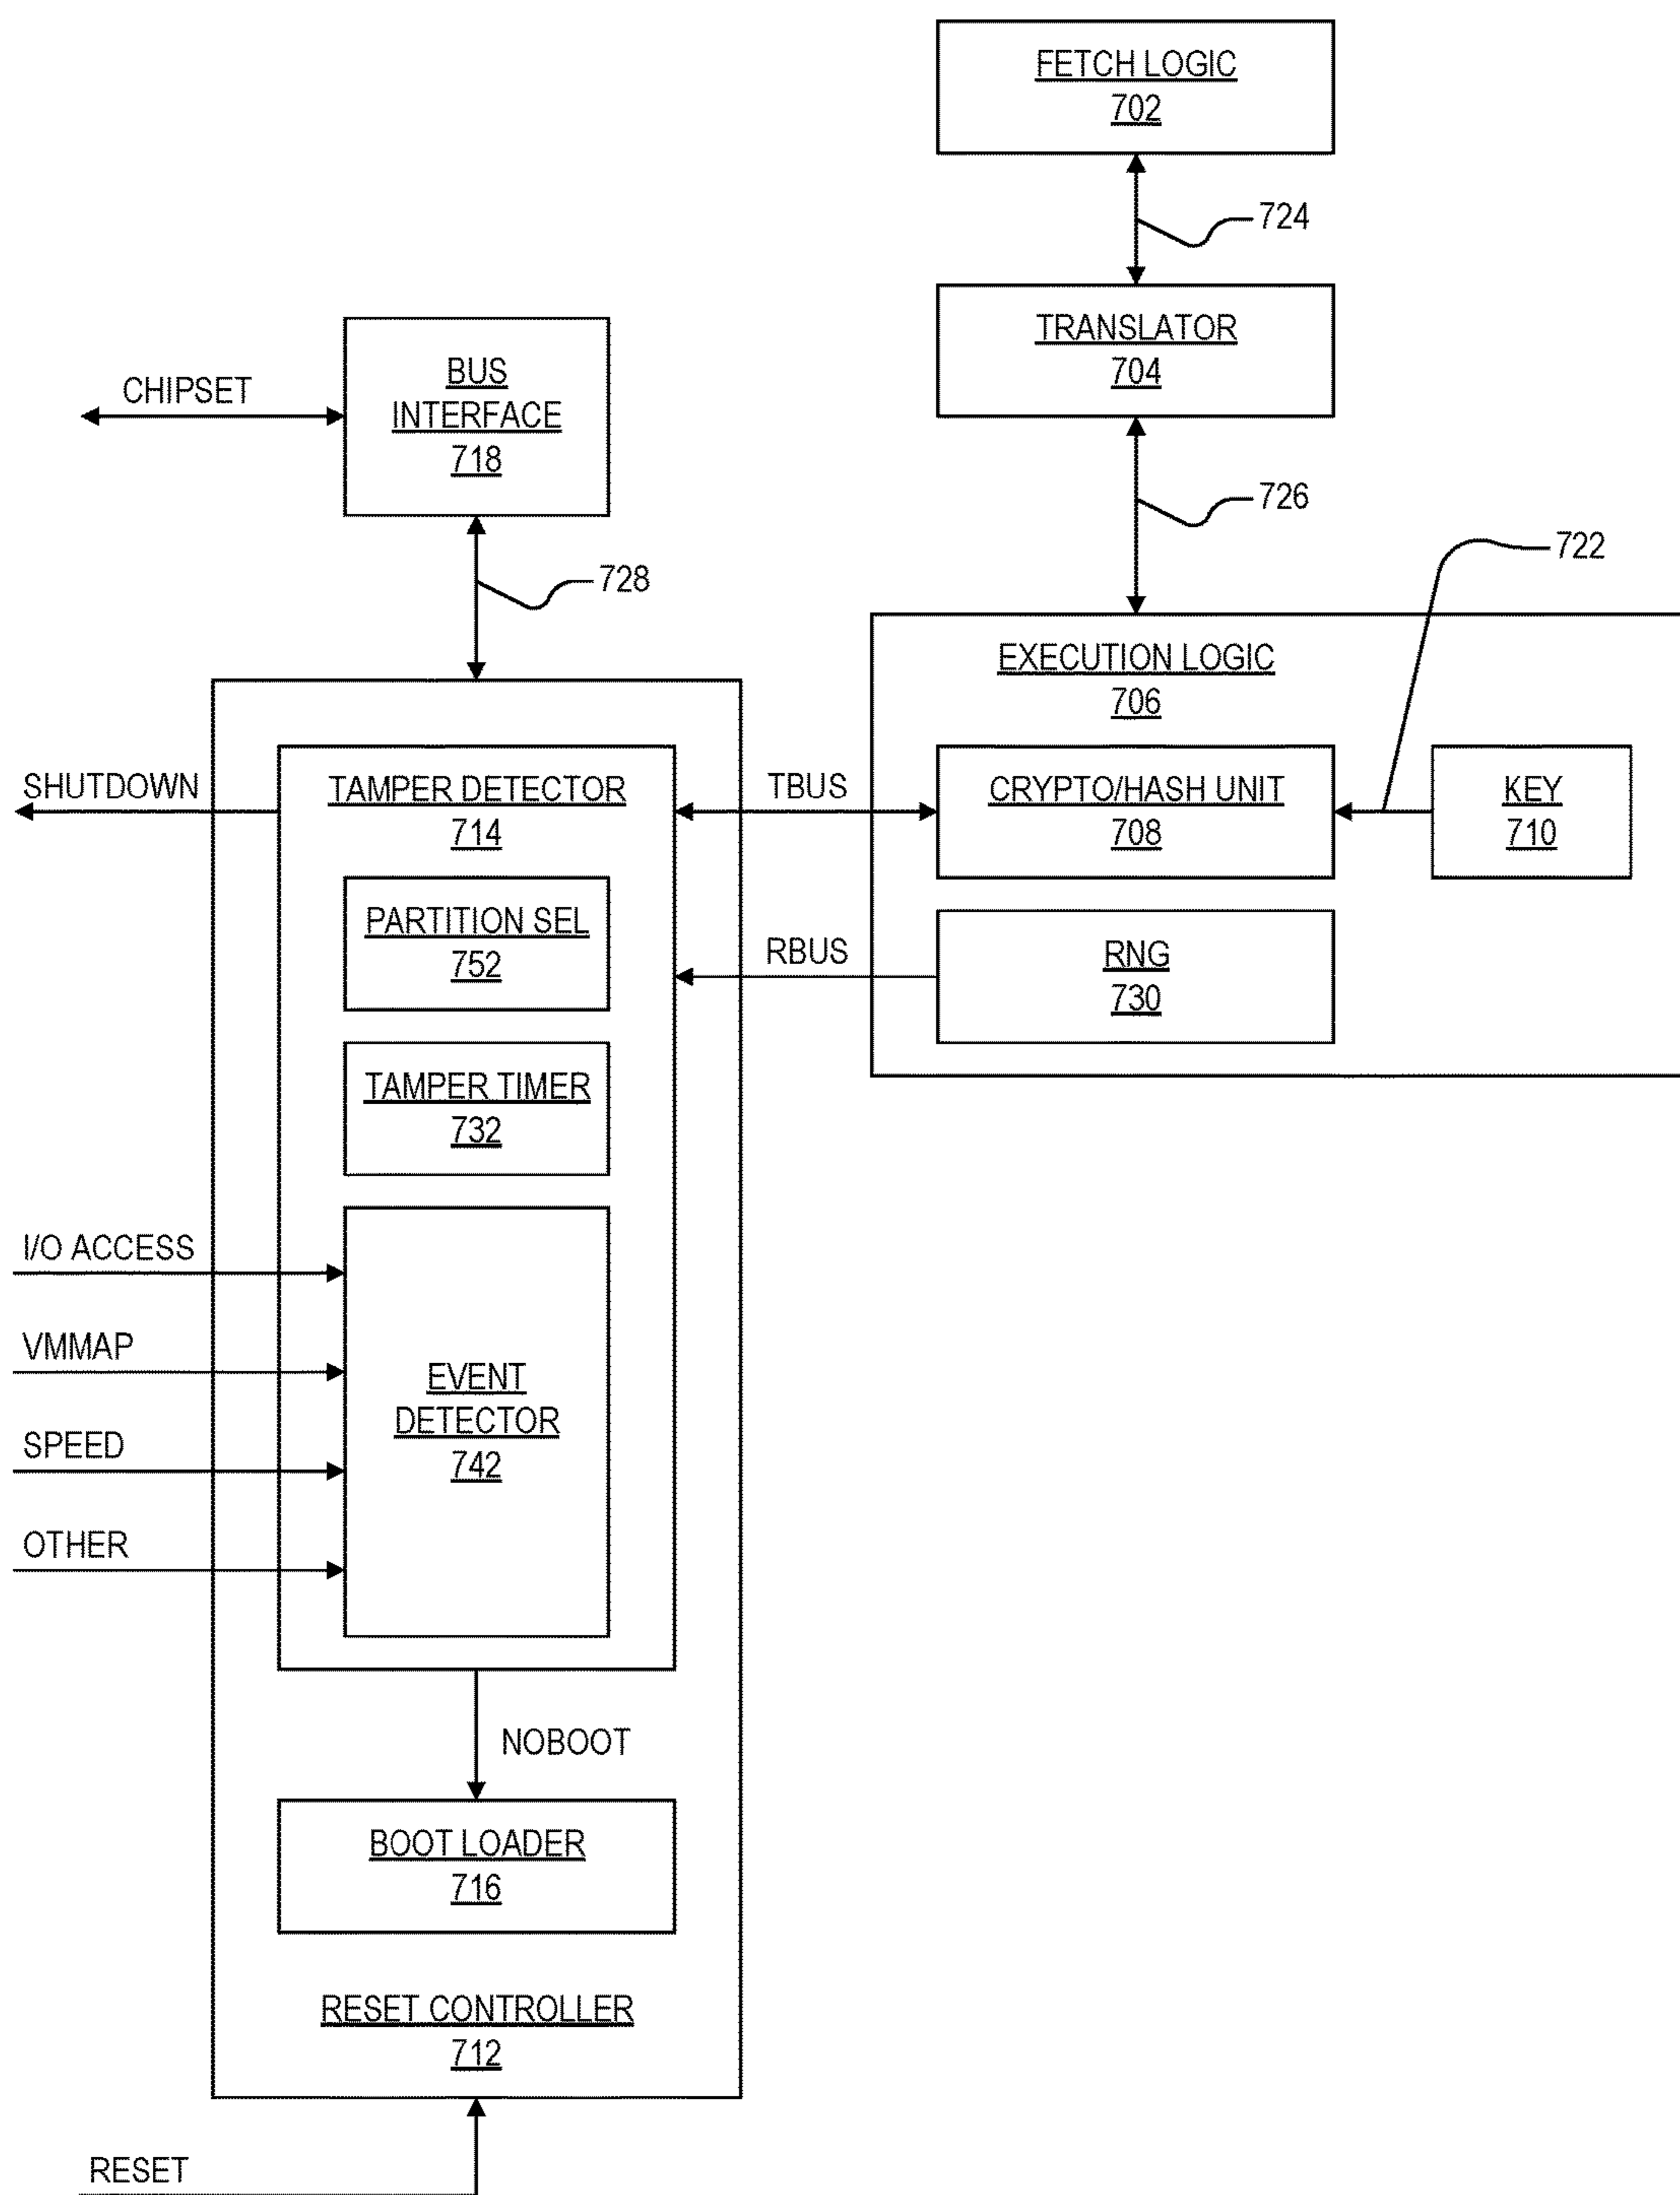 FETCH LOGIC
702
724
TRANSLATOR
704
CHIPSET
BUS
INTERFACE
718
726
722
728
EXECUTION LOGIC
706
SHUTDOWN
TAMPER DETECTOR
714
TBUS
CRYPTO/HASH UNIT
708
KEY
710
PARTITION SEL
752
RBUS
RNG
730
TAMPER TIMER
732
I/O ACCESS
VMMAP
SPEED
OTHER
EVENT
DETECTOR
742
NOBOOT
BOOT LOADER
716
RESET CONTROLLER
712
RESET